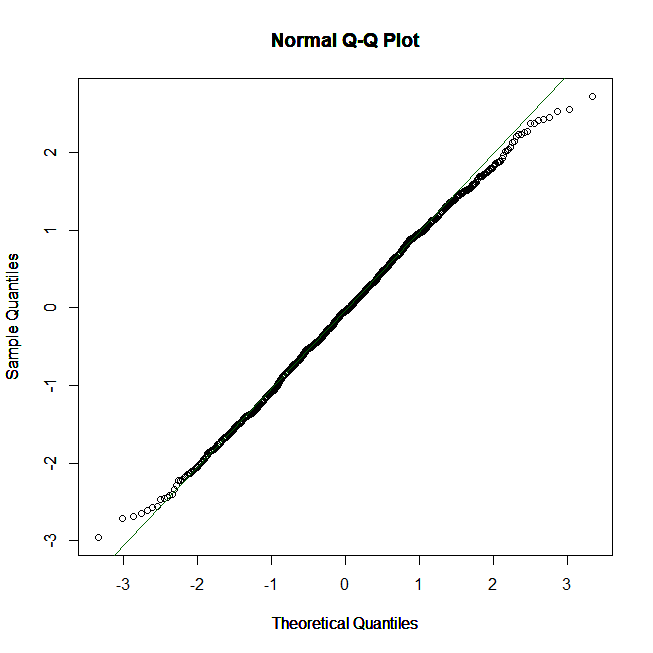 Normal Q-Q Plot
Sample Quantiles
2
1
0
-1
-2
-3
-3 -2 -1 0 1 2 3
Theoretical Quantiles